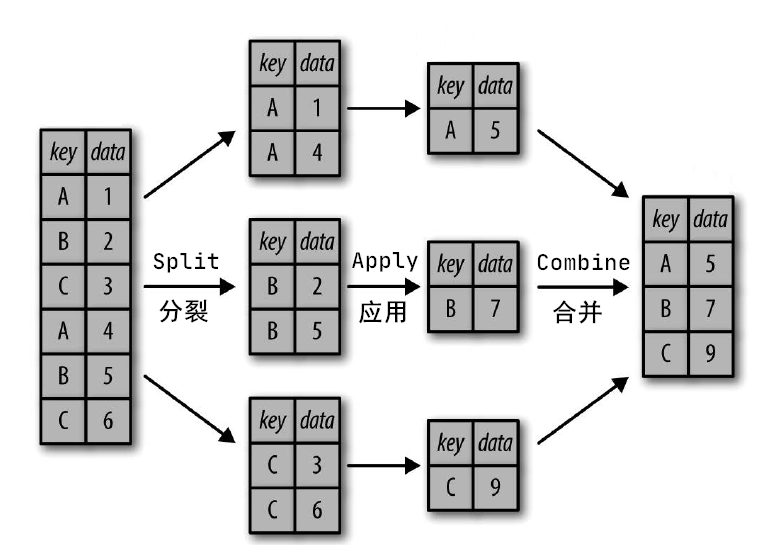 key data
A 1
B 2
C 3
A 4
B 5
C 6
Split
分裂
key data
A 1
A 4
key data
B 2
B 5
key data
C 3
C 6
Apply
应用
key data
A 5
key data
B 7
key data
C 9
Combine
合并
key data
A 5
B 7
C 9